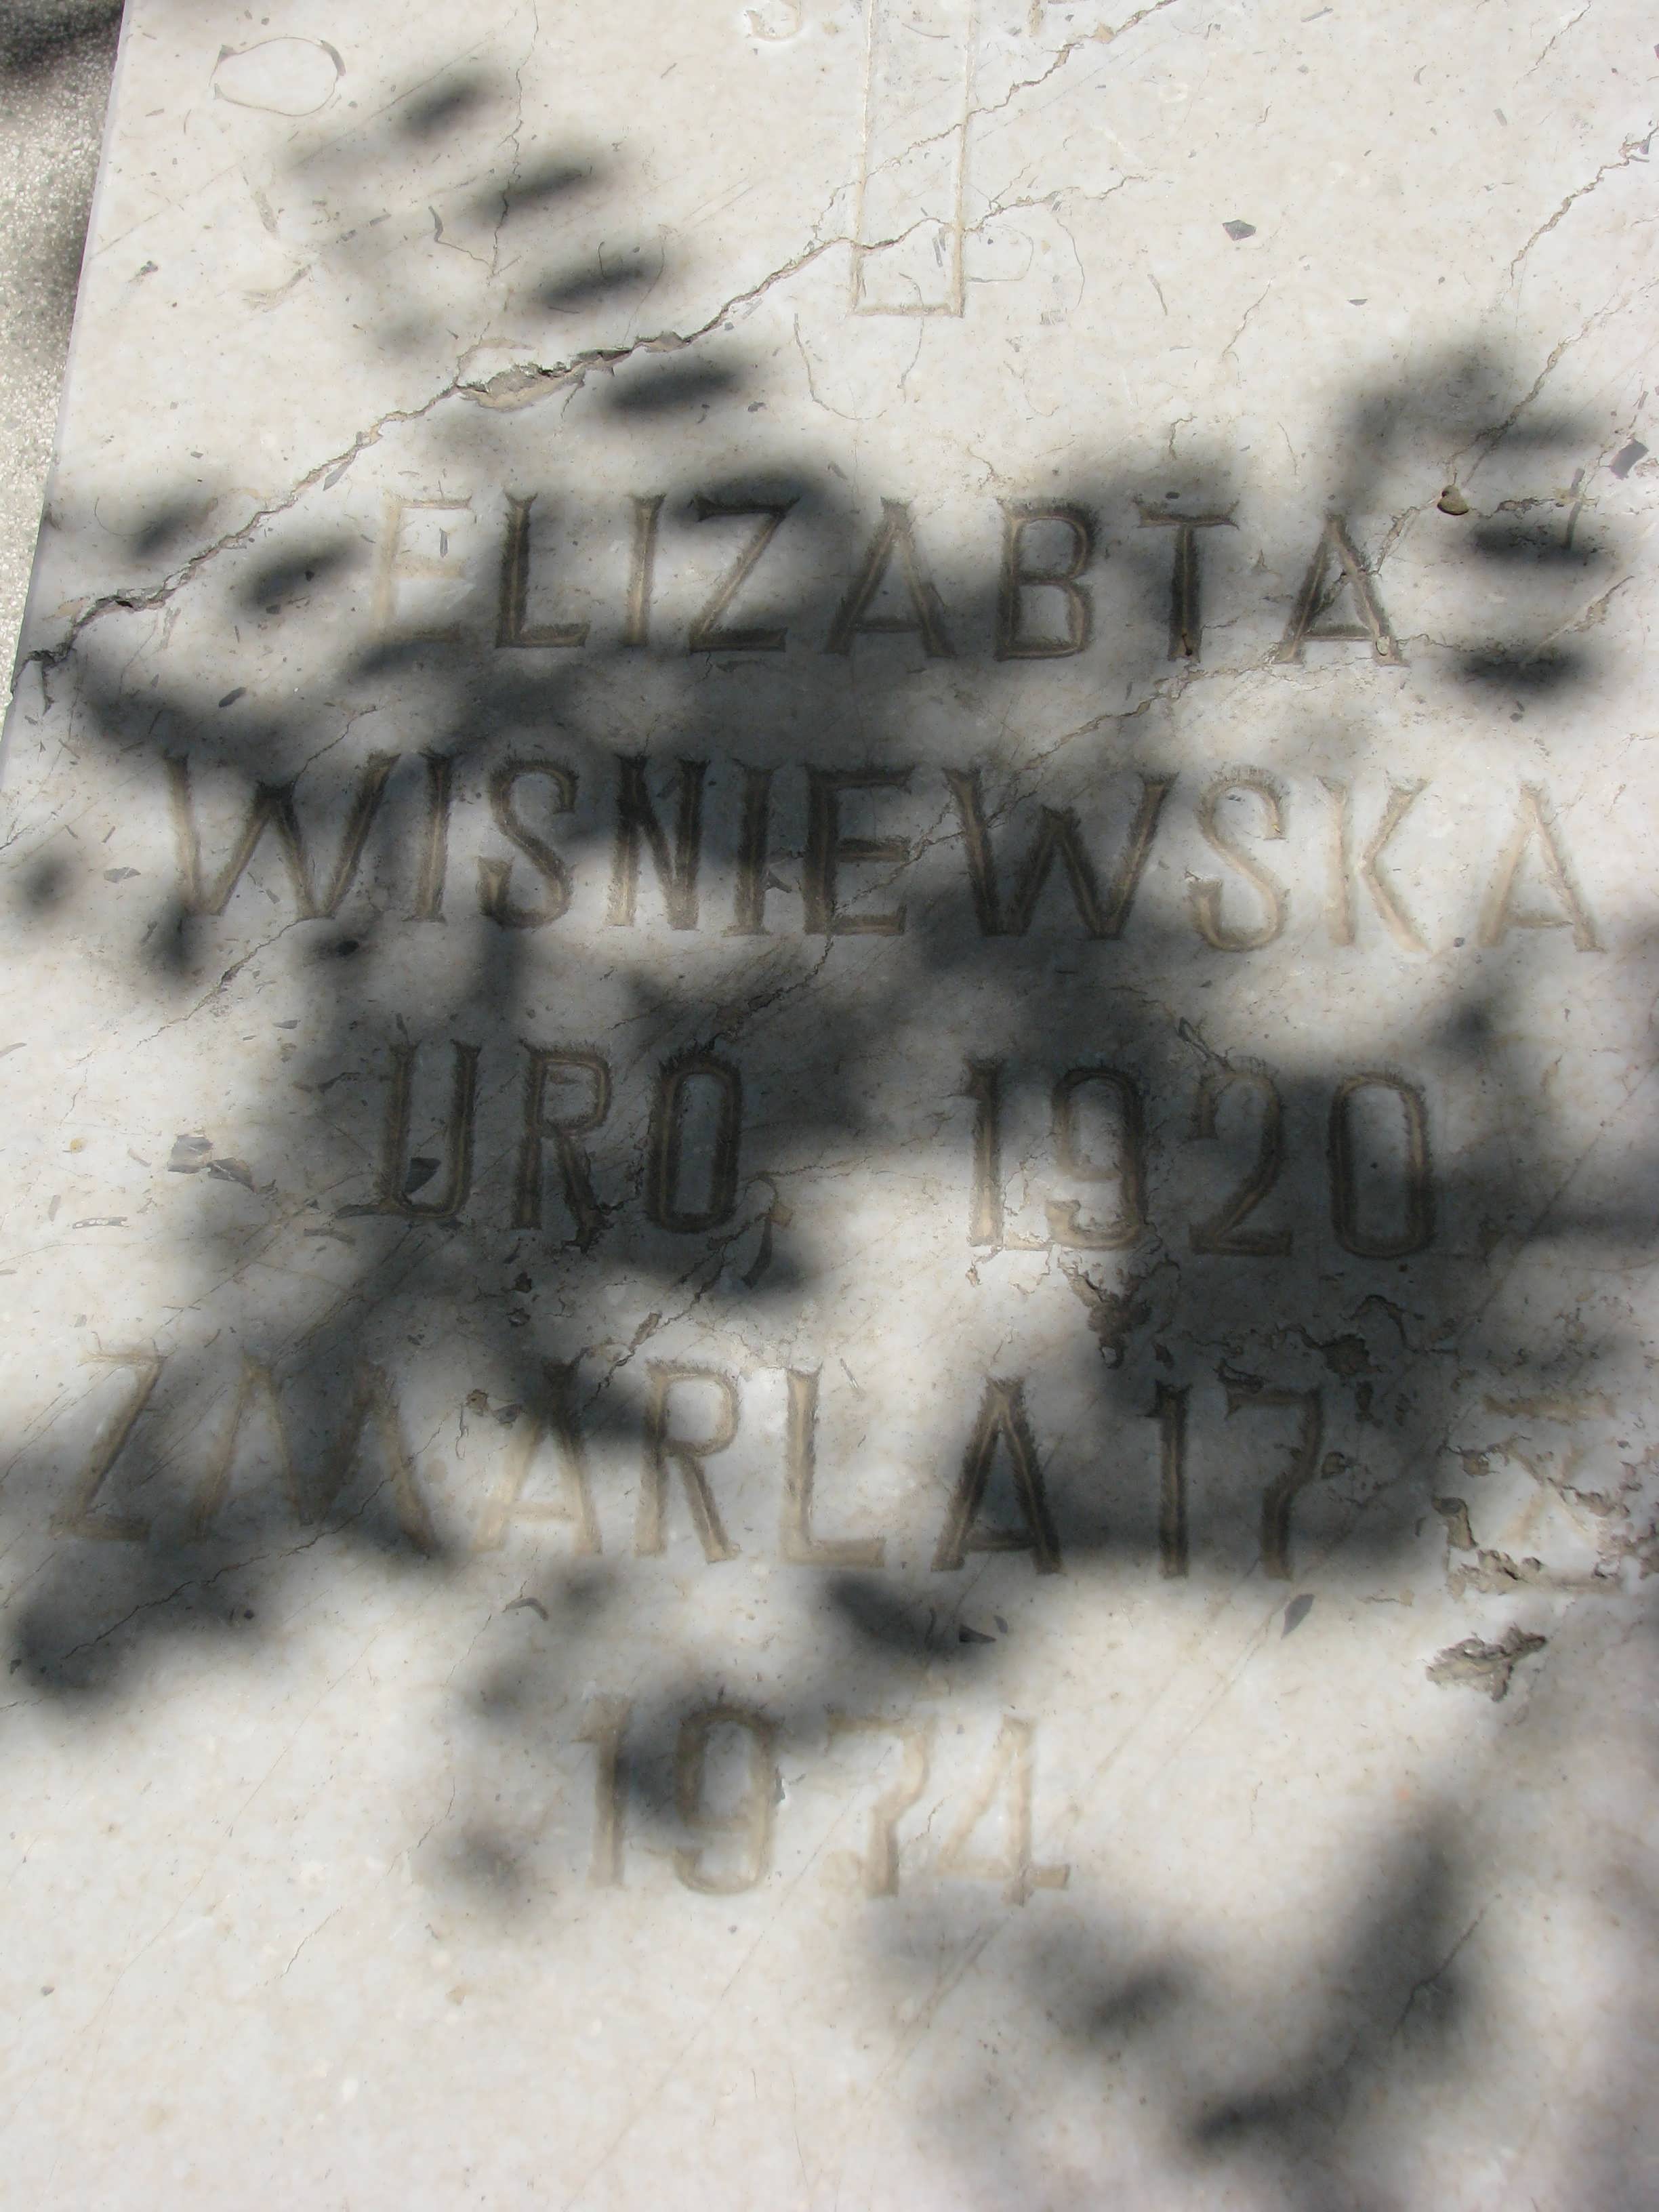 ELIZABTA
WISNIEWSKA
URO, 1920
ZMARLA 17 X
1974